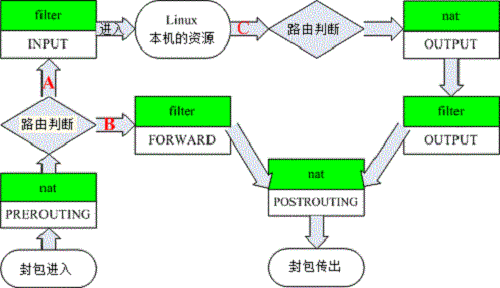 filter
INPUT
进入
Linux
本机的资源
C
路由判断
nat
OUTPUT
A
路由判断
B
filter
FORWARD
filter
OUTPUT
nat
PREROUTING
nat
POSTROUTING
封包进入
封包传出